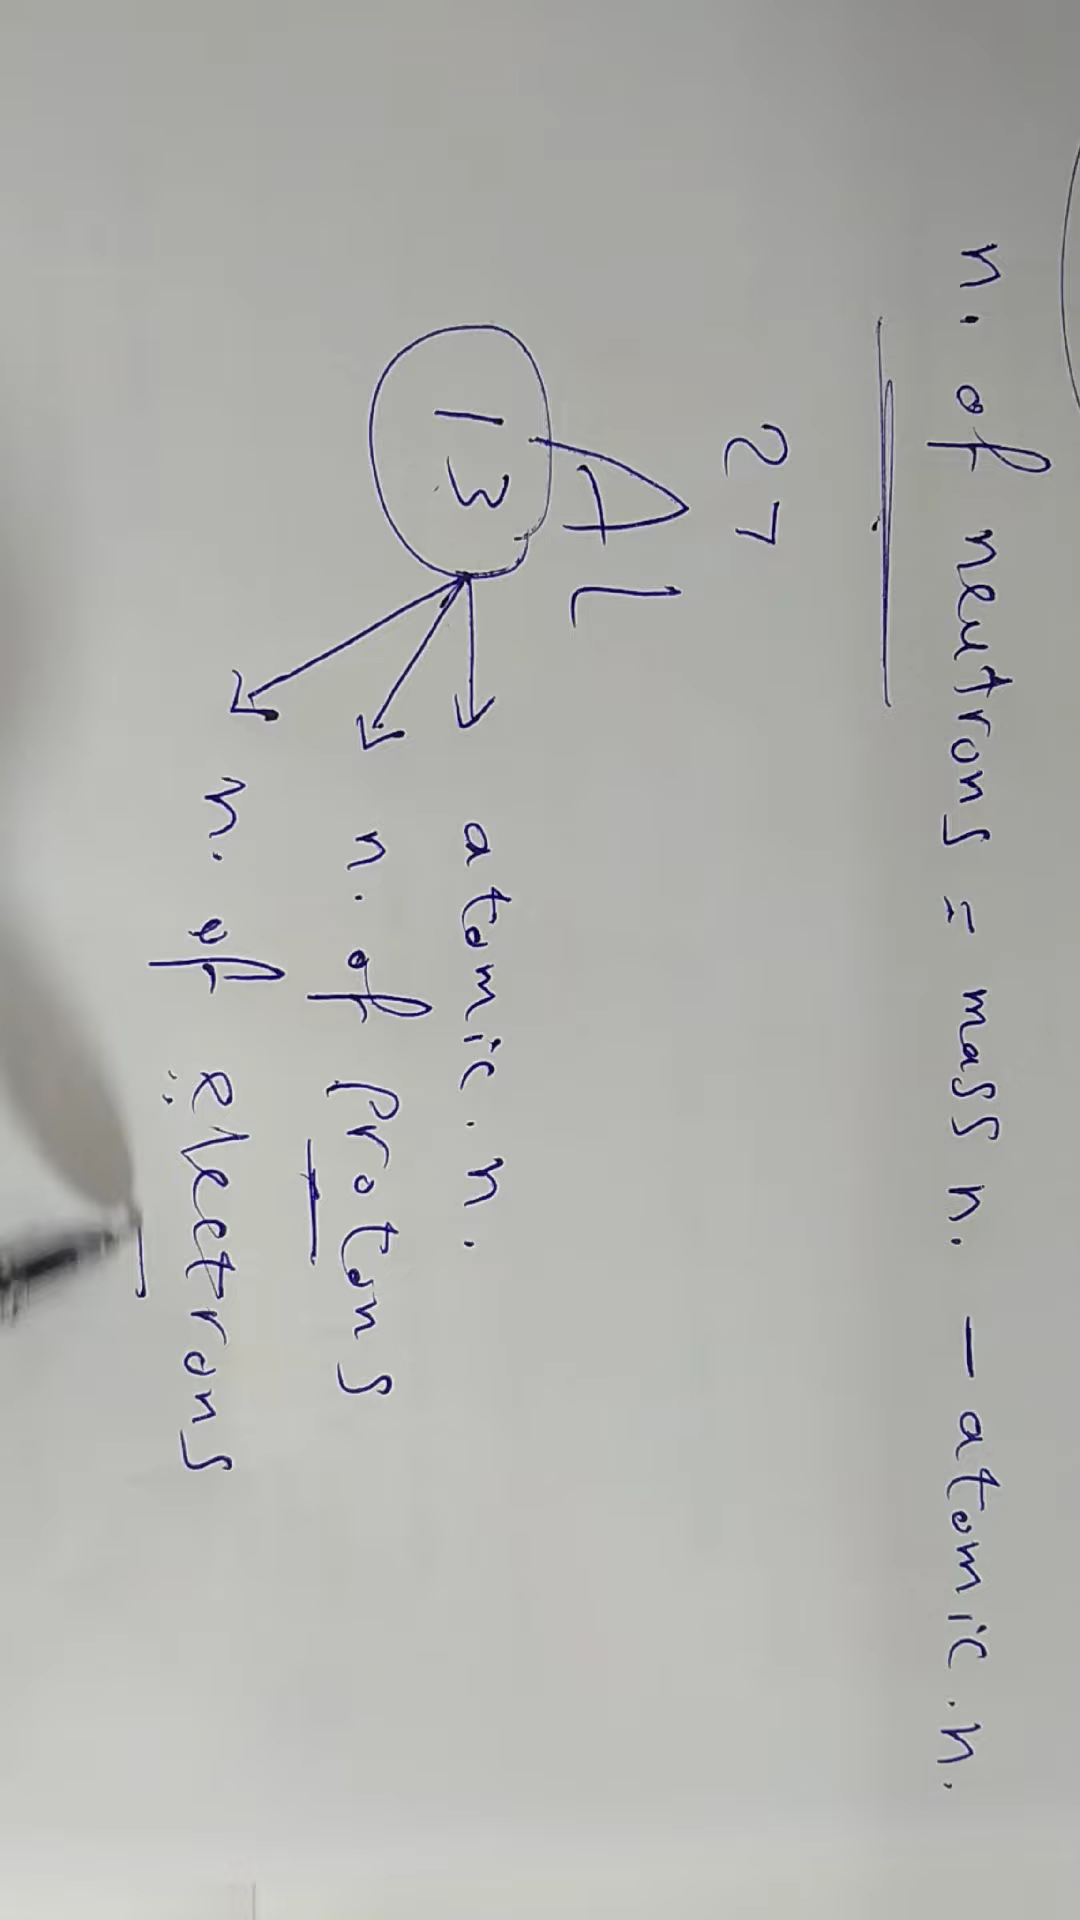 n. of neutrons = mass n. - atomic. n.
27
Al
13
atomic. n.
n. of protons
n. of electrons